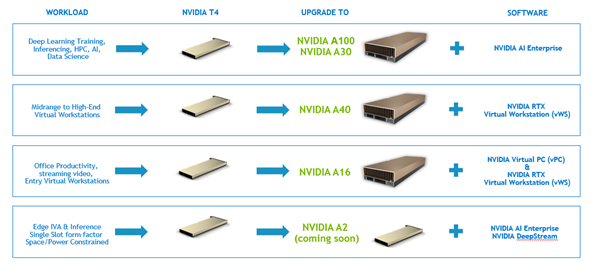 WORKLOAD NVIDIA T4 UPGRADE TO SOFTWARE
Deep Learning Training,
Inferencing, HPC, AI,
Data Science
NVIDIA A100
NVIDIA A30
NVIDIA AI Enterprise
Midrange to High-End
Virtual Workstations
NVIDIA A40
NVIDIA RTX
Virtual Workstation (vWS)
Office Productivity,
streaming video,
Entry Virtual Workstations
NVIDIA A16
NVIDIA Virtual PC (vPC)
&
NVIDIA RTX
Virtual Workstation (vWS)
Edge IVA & Inference
Single Slot form factor
Space/Power Constrained
NVIDIA A2
(coming soon)
NVIDIA AI Enterprise
NVIDIA DeepStream